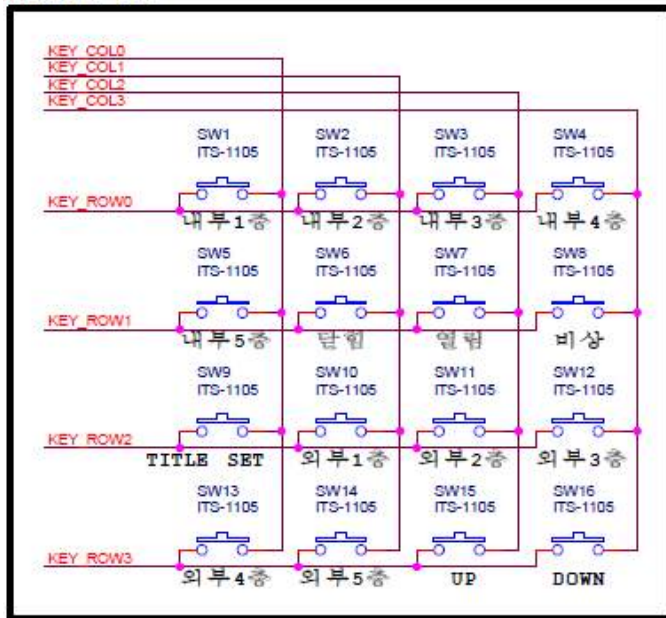 KEY_COL0
KEY_COL1
KEY_COL2
KEY_COL3
SW1 SW2 SW3 SW4
ITS-1105 ITS-1105 ITS-1105 ITS-1105
KEY_ROW0
내부1층 내부2층 내부3층 내부4층
SW5 SW6 SW7 SW8
ITS-1105 ITS-1105 ITS-1105 ITS-1105
KEY_ROW1
내부5층 닫힘 열림 비상
SW9 SW10 SW11 SW12
ITS-1105 ITS-1105 ITS-1105 ITS-1105
KEY_ROW2
TITLE SET 외부1층 외부2층 외부3층
SW13 SW14 SW15 SW16
ITS-1105 ITS-1105 ITS-1105 ITS-1105
KEY_ROW3
외부4층 외부5층 UP DOWN